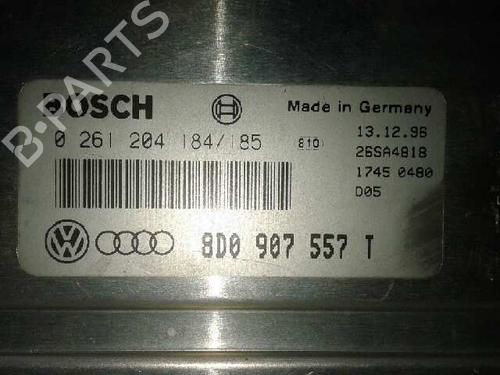 B-PARTS
BOSCH
Made in Germany
0 261 204 184/185
e10
13.12.96
26SA4818
1745 0480
D05
8D0 907 557 T